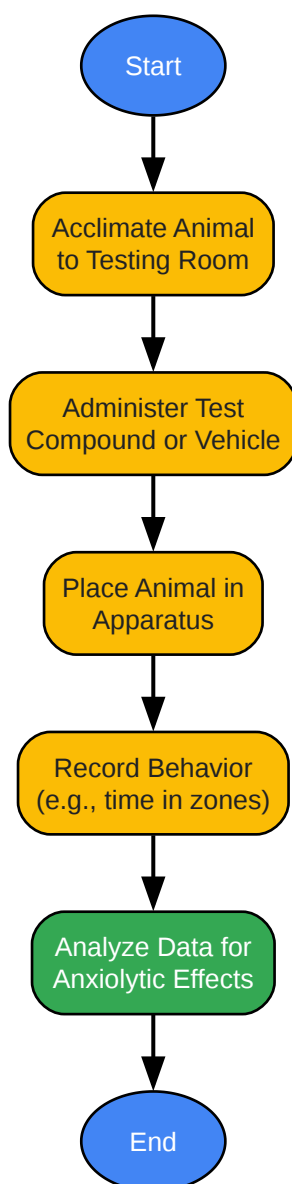 Start
Acclimate Animal
to Testing Room
Administer Test
Compound or Vehicle
Place Animal in
Apparatus
Record Behavior
(e.g., time in zones)
Analyze Data for
Anxiolytic Effects
End